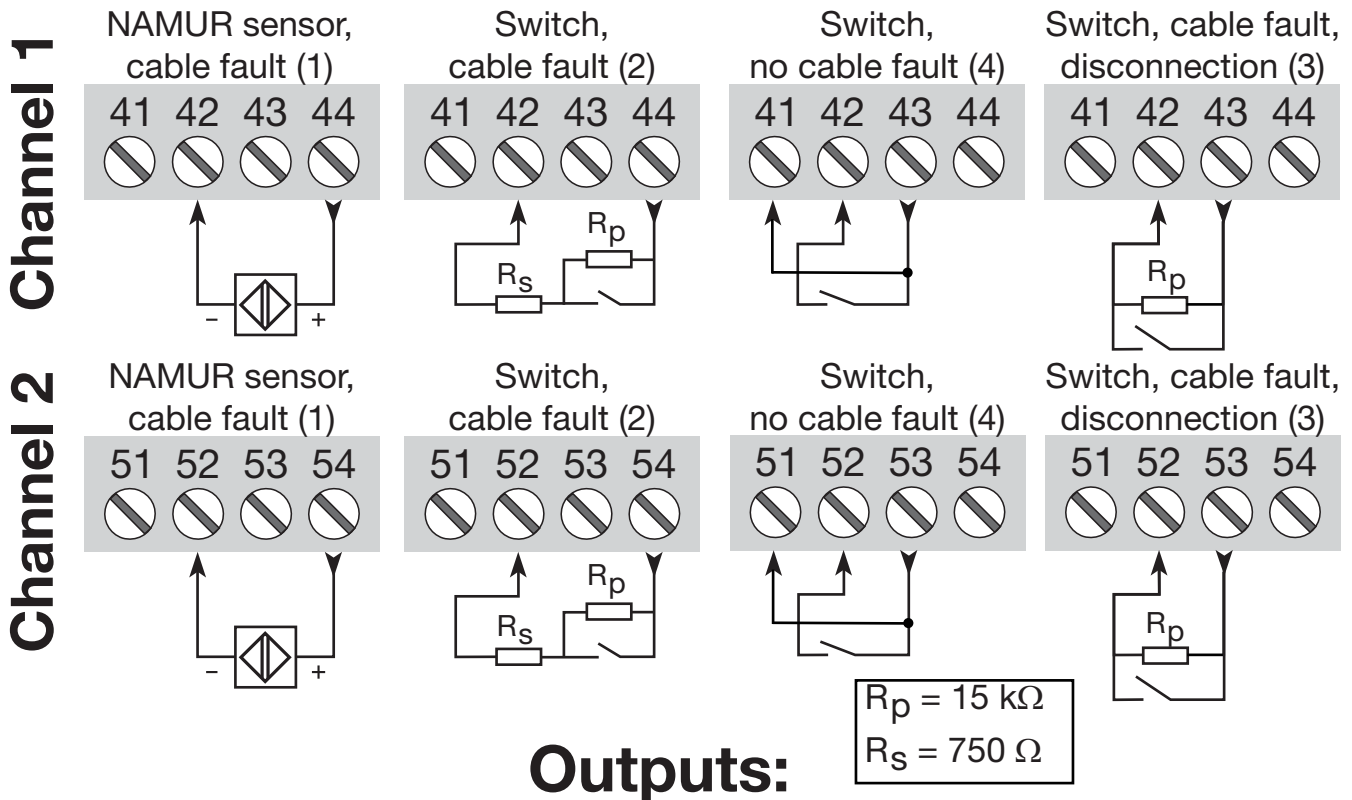 Channel 1
NAMUR sensor,
cable fault (1)
41 42 43 44
- +
Switch,
cable fault (2)
41 42 43 44
Rp
Rs
Switch,
no cable fault (4)
41 42 43 44
Switch, cable fault,
disconnection (3)
41 42 43 44
Rp
Channel 2
NAMUR sensor,
cable fault (1)
51 52 53 54
- +
Switch,
cable fault (2)
51 52 53 54
Rp
Rs
Switch,
no cable fault (4)
51 52 53 54
Switch, cable fault,
disconnection (3)
51 52 53 54
Rp
Rp = 15 kΩ
Rs = 750 Ω
Outputs: